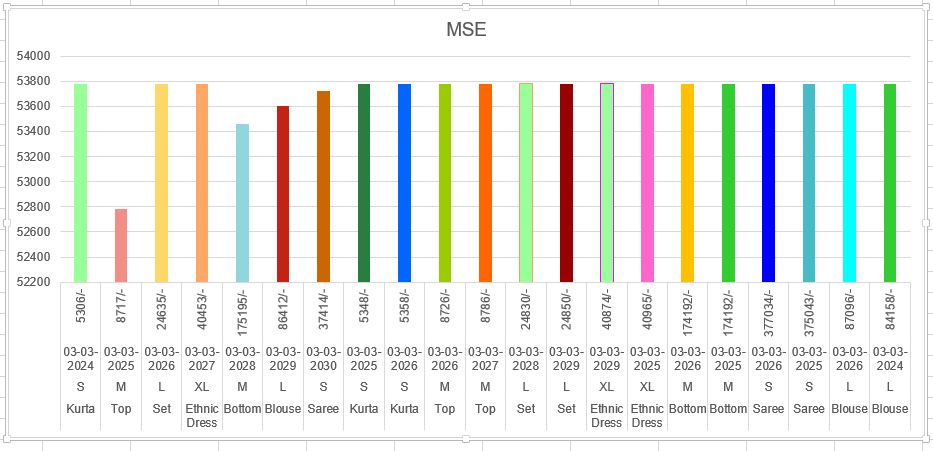 MSE
54000
53800
53600
53400
53200
53000
52800
52600
52400
52200
5306/- 8717/- 24635/- 40453/- 175195/- 86412/- 37414/- 5348/- 5358/- 8726/- 8786/- 24830/- 24850/- 40874/- 40965/- 174192/- 174192/- 377034/- 375043/- 87096/- 84158/-
03-03- 03-03- 03-03- 03-03- 03-03- 03-03- 03-03- 03-03- 03-03- 03-03- 03-03- 03-03- 03-03- 03-03- 03-03- 03-03- 03-03- 03-03- 03-03- 03-03- 03-03-
2024 2025 2026 2027 2028 2029 2030 2025 2026 2026 2027 2028 2029 2029 2025 2026 2025 2026 2025 2026 2024
S M L XL M L S S S M M L L XL XL M M S S L L
Kurta Top Set Ethnic Bottom Blouse Saree Kurta Kurta Top Top Set Set Ethnic Ethnic Bottom Bottom Saree Saree Blouse Blouse
Dress Dress Dress